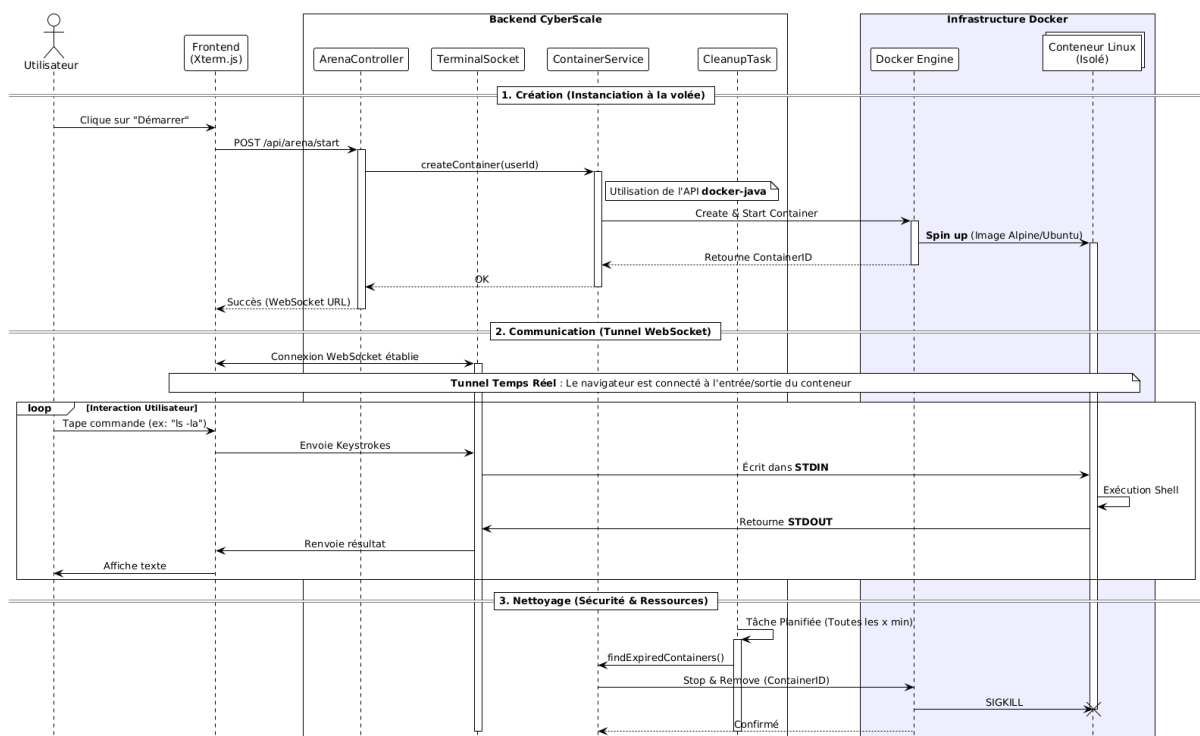 Backend CyberScale
Infrastructure Docker
Utilisateur
Frontend
(Xterm.js)
ArenaController
TerminalSocket
ContainerService
CleanupTask
Docker Engine
Conteneur Linux
(Isolé)
1. Création (Instanciation à la volée)
Clique sur "Démarrer"
POST /api/arena/start
createContainer(userId)
Utilisation de l'API docker-java
Create & Start Container
Spin up (Image Alpine/Ubuntu)
Retourne ContainerID
OK
Succès (WebSocket URL)
2. Communication (Tunnel WebSocket)
Connexion WebSocket établie
Tunnel Temps Réel : Le navigateur est connecté à l'entrée/sortie du conteneur
loop [Interaction Utilisateur]
Tape commande (ex: "ls -la")
Envoie Keystrokes
Écrit dans STDIN
Exécution Shell
Retourne STDOUT
Renvoie résultat
Affiche texte
3. Nettoyage (Sécurité & Ressources)
Tâche Planifiée (Toutes les x min)
findExpiredContainers()
Stop & Remove (ContainerID)
SIGKILL
Confirmé